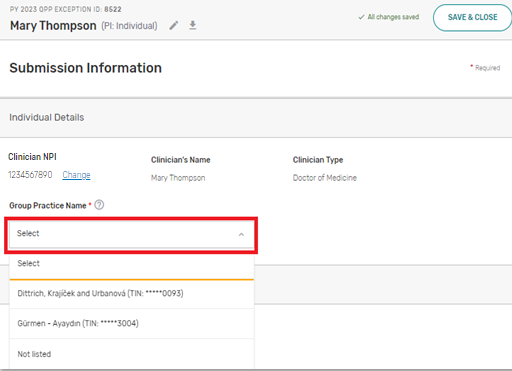 PY 2023 QPP EXCEPTION ID: 8522
Mary Thompson (PI: Individual)
✓ All changes saved
SAVE & CLOSE
Submission Information
* Required
Individual Details
Clinician NPI
Clinician's Name
Clinician Type
1234567890 Change
Mary Thompson
Doctor of Medicine
Group Practice Name * ?
Select
Select
Dittrich, Krajíček and Urbanová (TIN: *****0093)
Gürmen - Ayaydın (TIN: *****3004)
Not listed